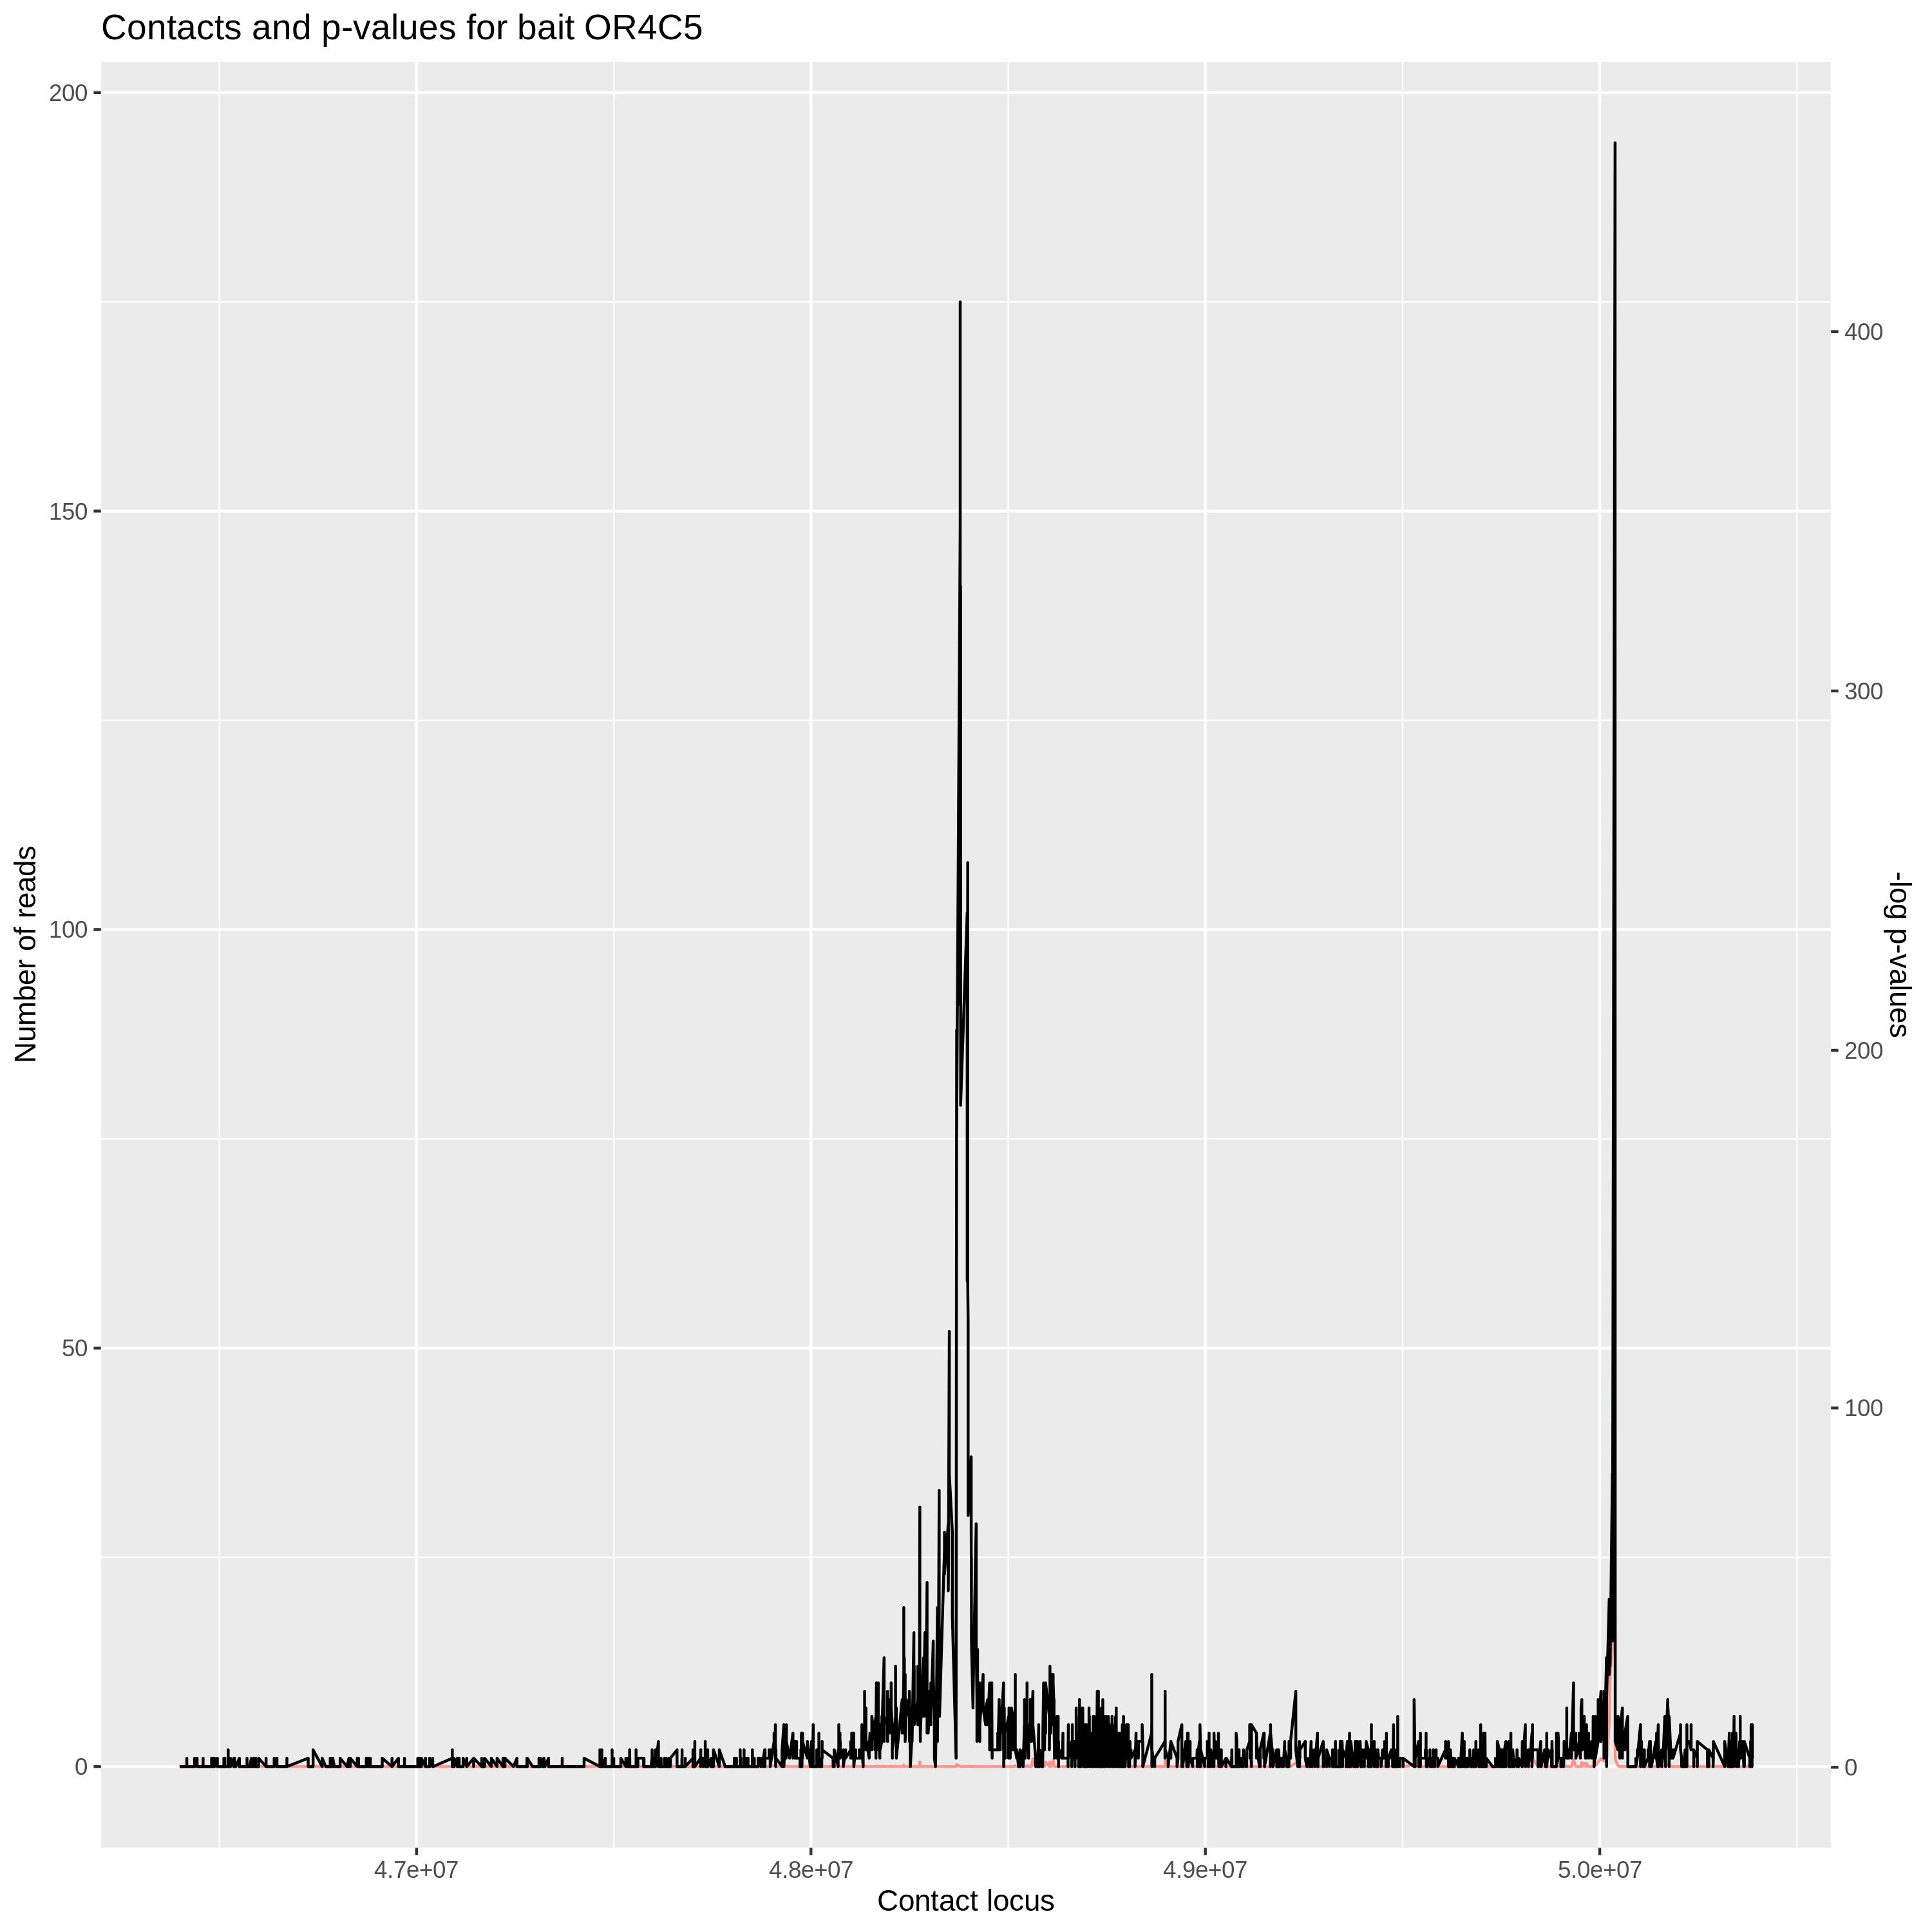 Contacts and p-values for bait OR4C5
200
150
100
50
0
Number of reads
400
300
200
100
0
-log p-values
4.7e+07 4.8e+07 4.9e+07 5.0e+07
Contact locus